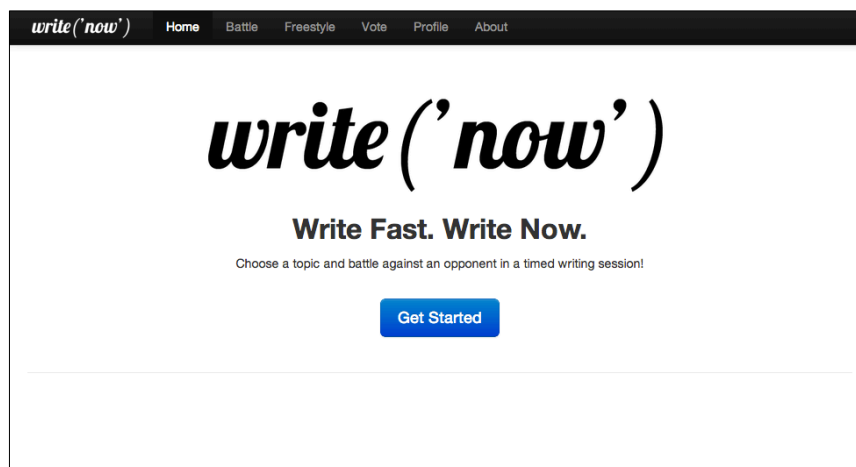 write(’now’) Home Battle Freestyle Vote Profile About
write(’now’)
Write Fast. Write Now.
Choose a topic and battle against an opponent in a timed writing session!
Get Started